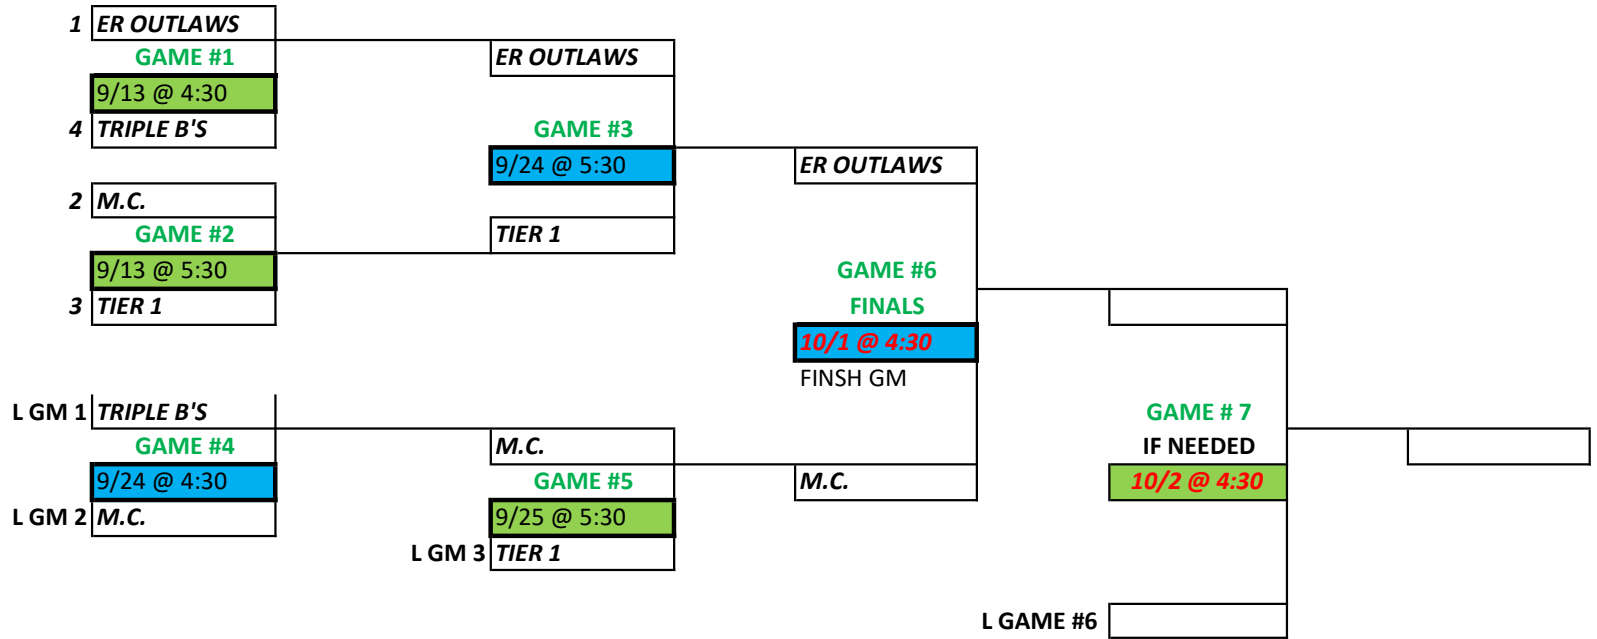 1 ER OUTLAWS
GAME #1
9/13 @ 4:30
4 TRIPLE B'S
2 M.C.
GAME #2
9/13 @ 5:30
3 TIER 1
L GM 1 TRIPLE B'S
GAME #4
9/24 @ 4:30
L GM 2 M.C.
ER OUTLAWS
GAME #3
9/24 @ 5:30
TIER 1
M.C.
GAME #5
9/25 @ 5:30
L GM 3 TIER 1
ER OUTLAWS
GAME #6
FINALS
10/1 @ 4:30
FINSH GM
M.C.
GAME # 7
IF NEEDED
10/2 @ 4:30
L GAME #6